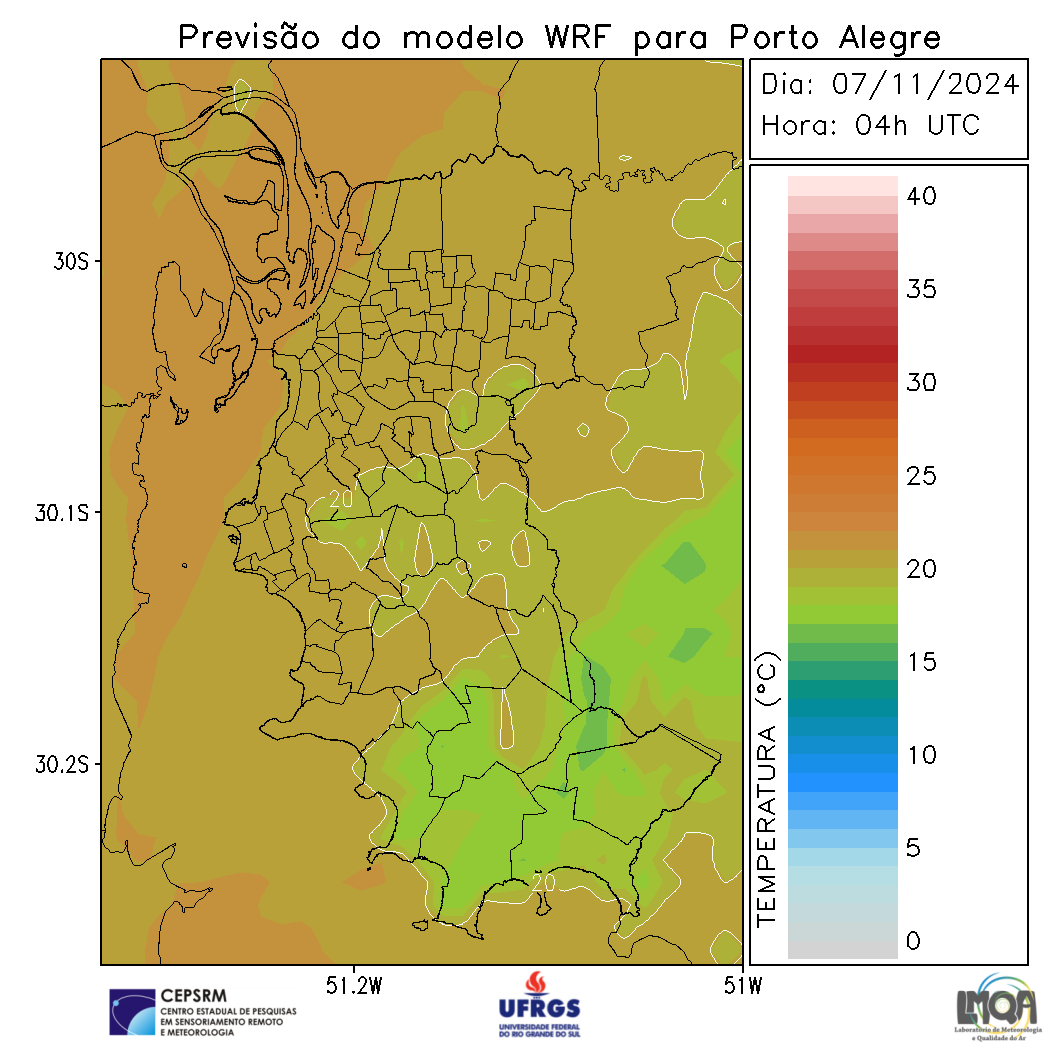 Previsão do modelo WRF para Porto Alegre
Dia: 07/11/2024
Hora: 04h UTC
30S
30.1S
30.2S
51.2W
51W
20
20
TEMPERATURA (°C)
40
35
30
25
20
15
10
5
0
CEPSRM
CENTRO ESTADUAL DE PESQUISAS
EM SENSORIAMENTO REMOTO
E METEOROLOGIA
UFRGS
UNIVERSIDADE FEDERAL
DO RIO GRANDE DO SUL
LMQA
Laboratório de Meteorologia
e Qualidade do Ar